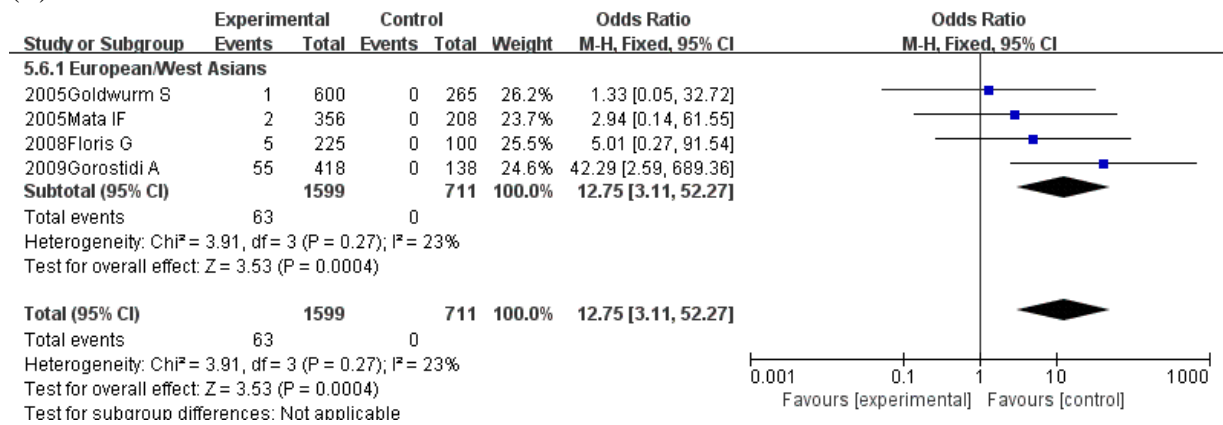 Experimental Control Odds Ratio Odds Ratio
Study or Subgroup Events Total Events Total Weight M-H, Fixed, 95% CI M-H, Fixed, 95% CI
5.6.1 European/West Asians
2005Goldwurm S 1 600 0 265 26.2% 1.33 [0.05, 32.72]
2005Mata IF 2 356 0 208 23.7% 2.94 [0.14, 61.55]
2008Floris G 5 225 0 100 25.5% 5.01 [0.27, 91.54]
2009Gorostidi A 55 418 0 138 24.6% 42.29 [2.59, 689.36]
Subtotal (95% CI) 1599 711 100.0% 12.75 [3.11, 52.27]
Total events 63 0
Heterogeneity: Chi² = 3.91, df = 3 (P = 0.27); I² = 23%
Test for overall effect: Z = 3.53 (P = 0.0004)
Total (95% CI) 1599 711 100.0% 12.75 [3.11, 52.27]
Total events 63 0
Heterogeneity: Chi² = 3.91, df = 3 (P = 0.27); I² = 23%
Test for overall effect: Z = 3.53 (P = 0.0004)
Test for subgroup differences: Not applicable
0.001 0.1 1 10 1000
Favours [experimental] Favours [control]